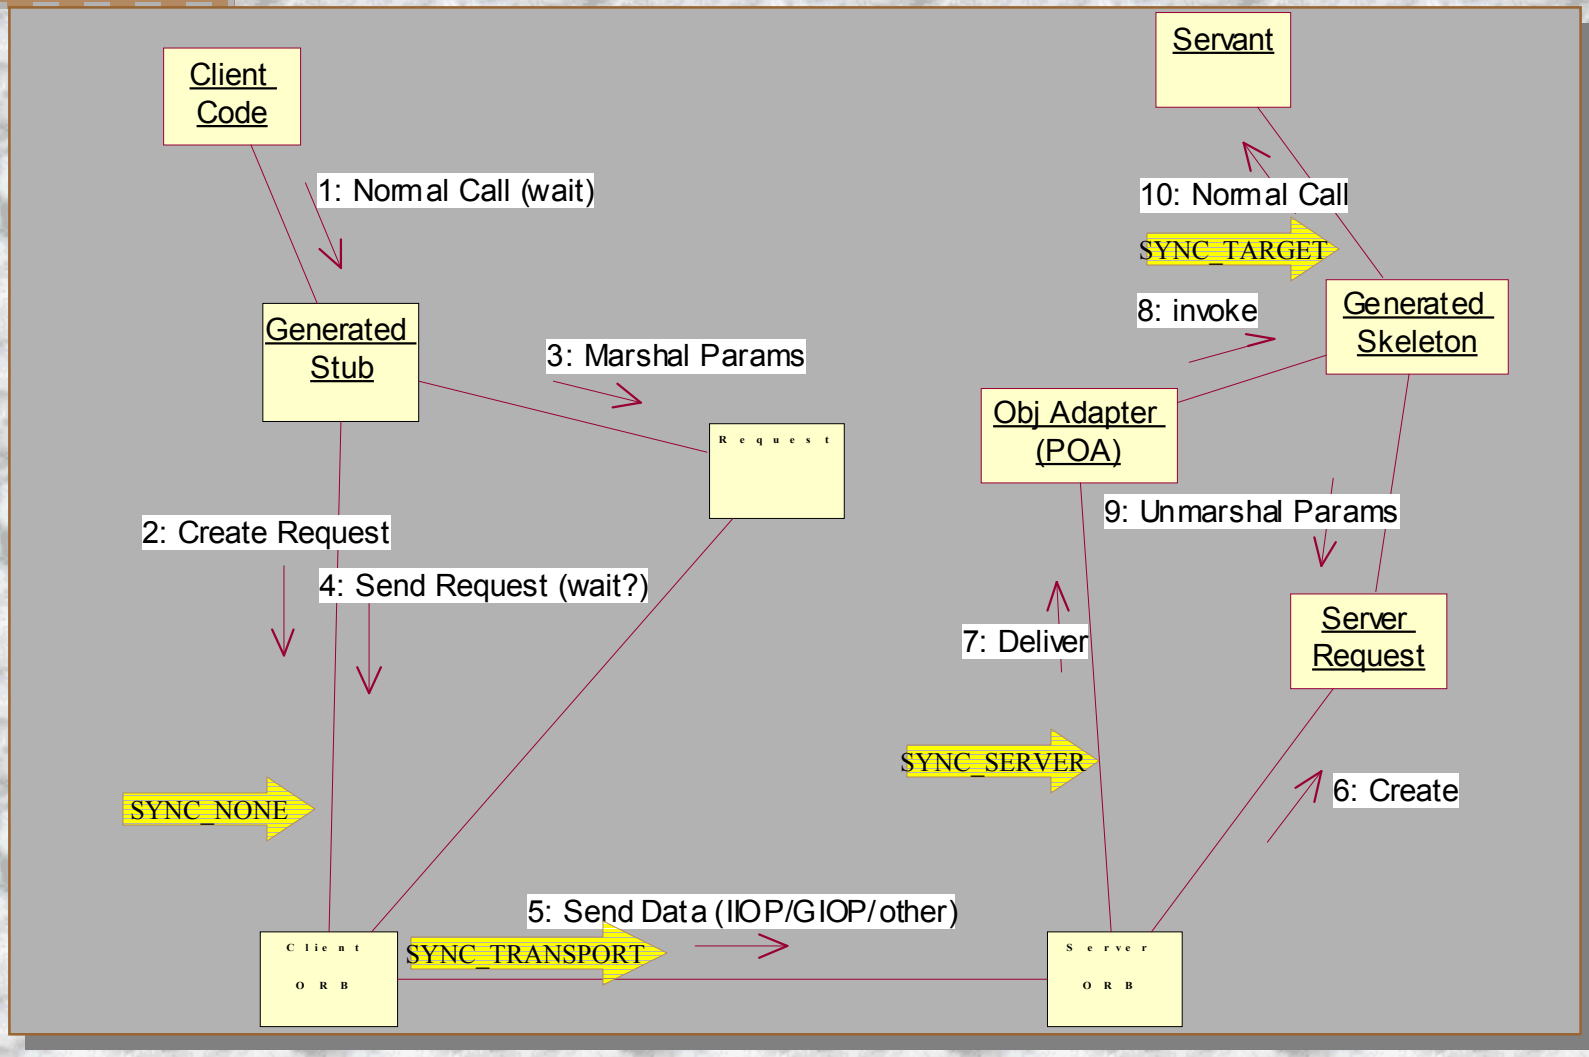 Client
Code
Servant
1: Normal Call (wait)
10: Normal Call
SYNC_TARGET
Generated
Stub
3: Marshal Params
8: invoke
Generated
Skeleton
Request
Obj Adapter
(POA)
2: Create Request
9: Unmarshal Params
4: Send Request (wait?)
7: Deliver
Server
Request
SYNC_NONE
SYNC_SERVER
6: Create
5: Send Data (IIOP/GIOP/other)
Client
ORB
SYNC_TRANSPORT
Server
ORB